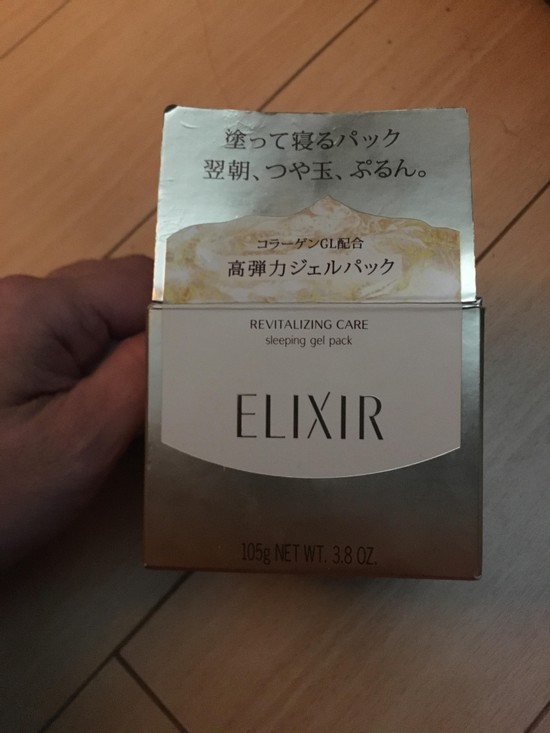 塗って寝るパック
翌朝、つや玉、ぷるん。
コラーゲンGL配合
高弾力ジェルパック
REVITALIZING CARE
sleeping gel pack
ELIXIR
105g NET WT. 3.8 OZ.